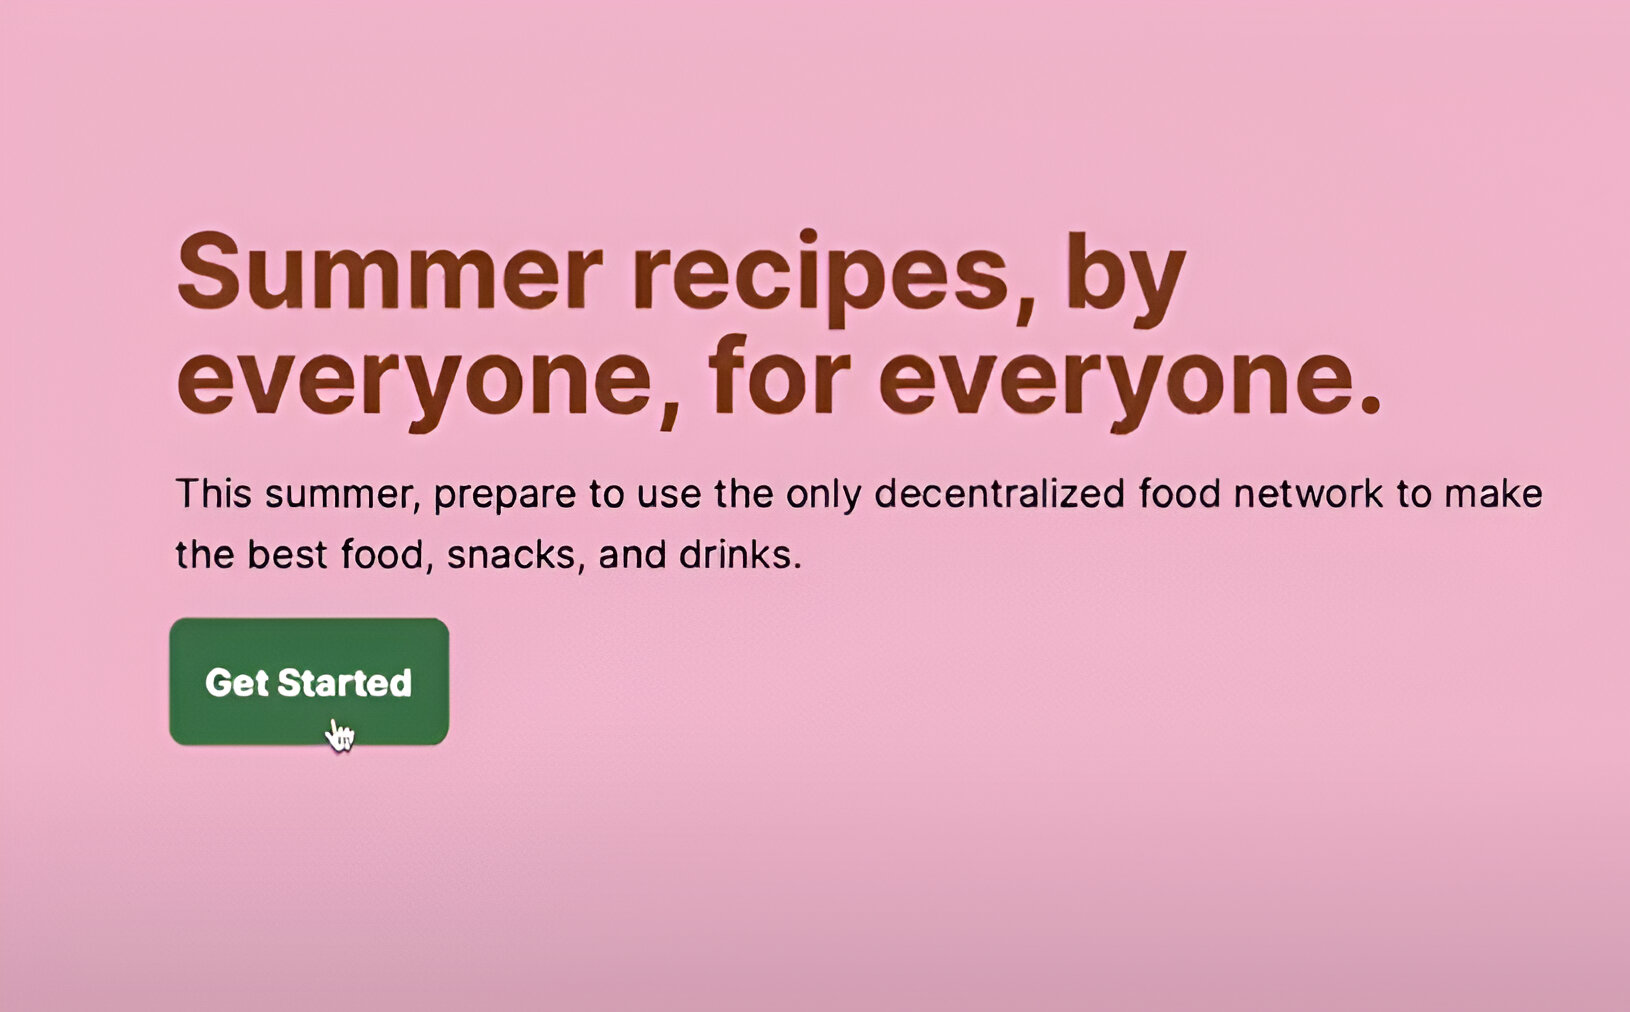 Summer recipes, by
everyone, for everyone.
This summer, prepare to use the only decentralized food network to make
the best food, snacks, and drinks.
Get Started